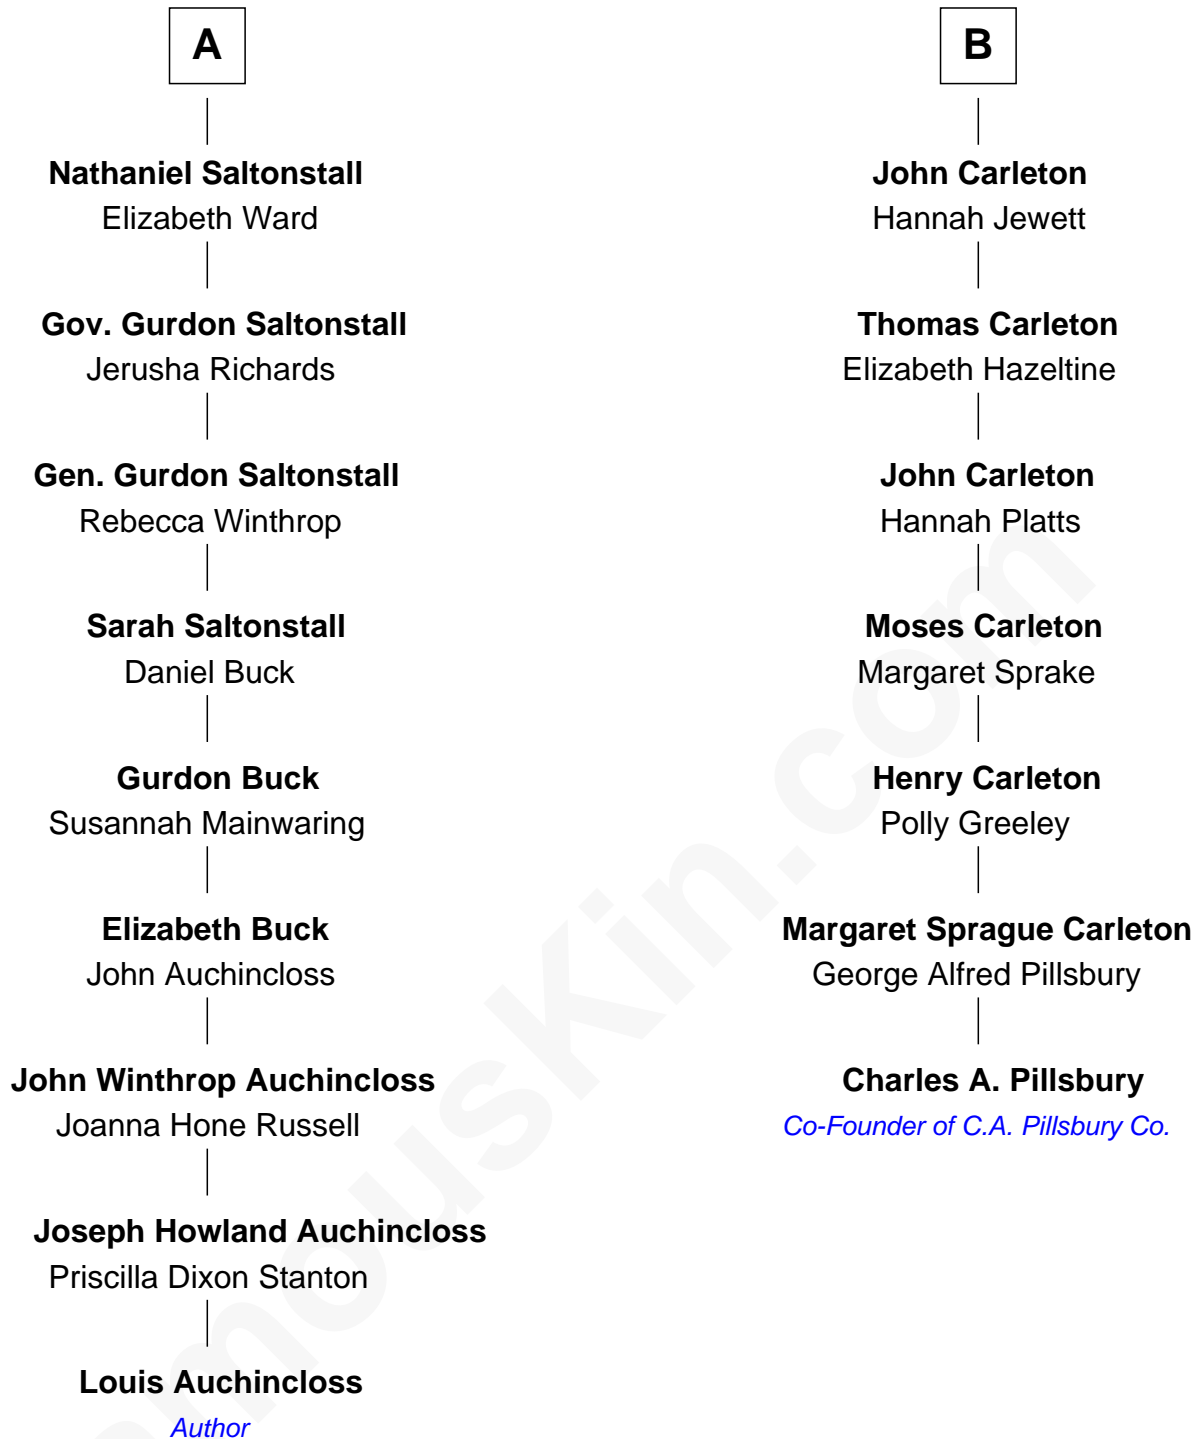 A
Nathaniel Saltonstall
Elizabeth Ward
Gov. Gurdon Saltonstall
Jerusha Richards
Gen. Gurdon Saltonstall
Rebecca Winthrop
Sarah Saltonstall
Daniel Buck
Gurdon Buck
Susannah Mainwaring
Elizabeth Buck
John Auchincloss
John Winthrop Auchincloss
Joanna Hone Russell
Joseph Howland Auchincloss
Priscilla Dixon Stanton
Louis Auchincloss
Author
B
John Carleton
Hannah Jewett
Thomas Carleton
Elizabeth Hazeltine
John Carleton
Hannah Platts
Moses Carleton
Margaret Sprake
Henry Carleton
Polly Greeley
Margaret Sprague Carleton
George Alfred Pillsbury
Charles A. Pillsbury
Co-Founder of C.A. Pillsbury Co.
amousKin.com